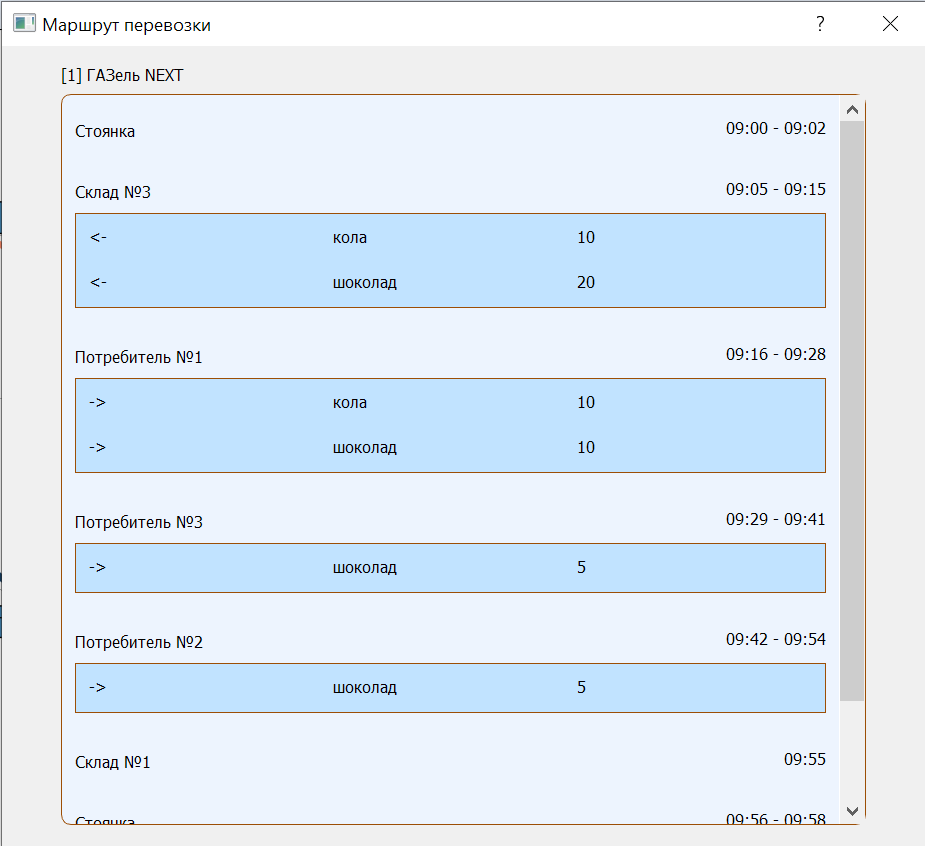 Маршрут перевозки ?
[1] ГАЗель NEXT
Стоянка 09:00 - 09:02
Склад №3 09:05 - 09:15
<- кола 10
<- шоколад 20
Потребитель №1 09:16 - 09:28
-> кола 10
-> шоколад 10
Потребитель №3 09:29 - 09:41
-> шоколад 5
Потребитель №2 09:42 - 09:54
-> шоколад 5
Склад №1 09:55
Стоянка 09:56 - 09:58